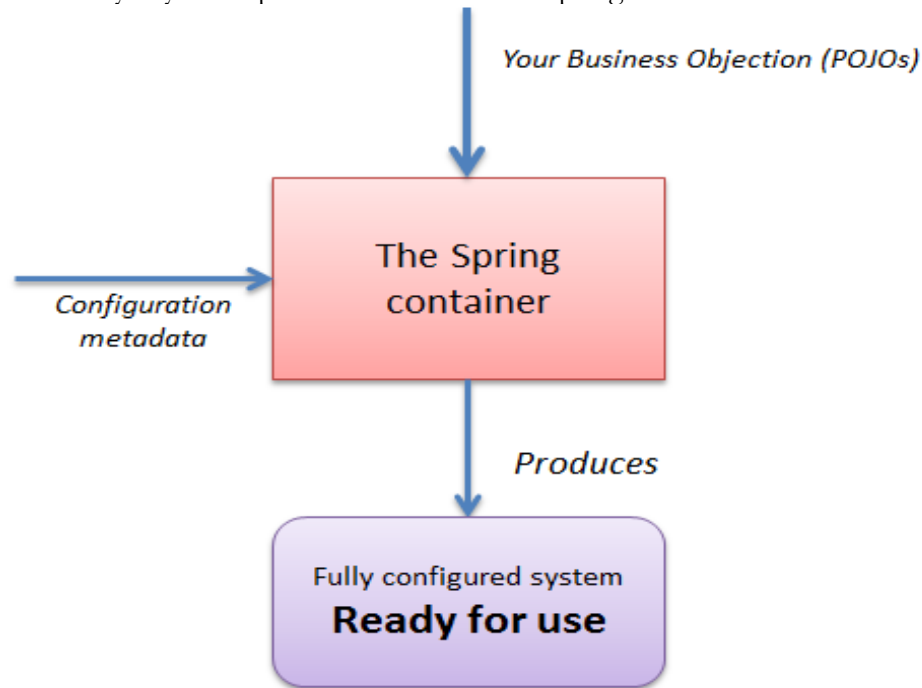 Your Business Objection (POJOs)
The Spring
container
Configuration
metadata
Produces
Fully configured system
Ready for use